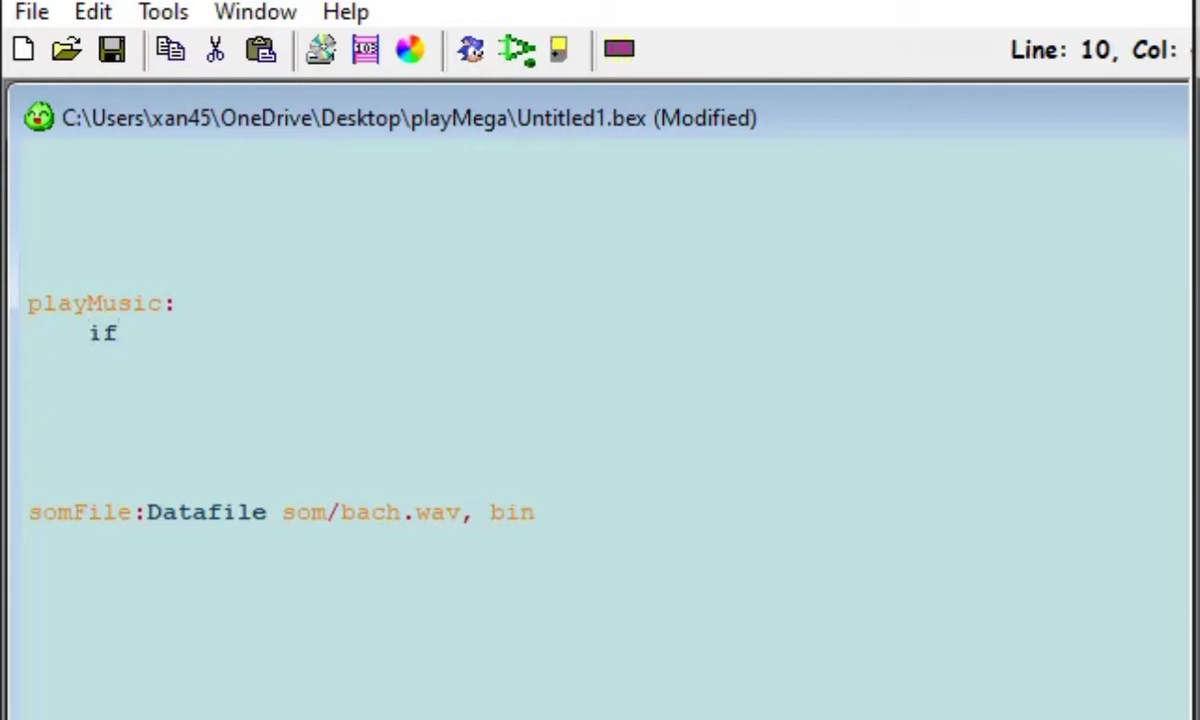 File Edit Tools Window Help
Line: 10, Col:
C:\Users\xan45\OneDrive\Desktop\playMega\Untitled1.bex (Modified)
playMusic:
if
somFile:Datafile som/bach.wav, bin